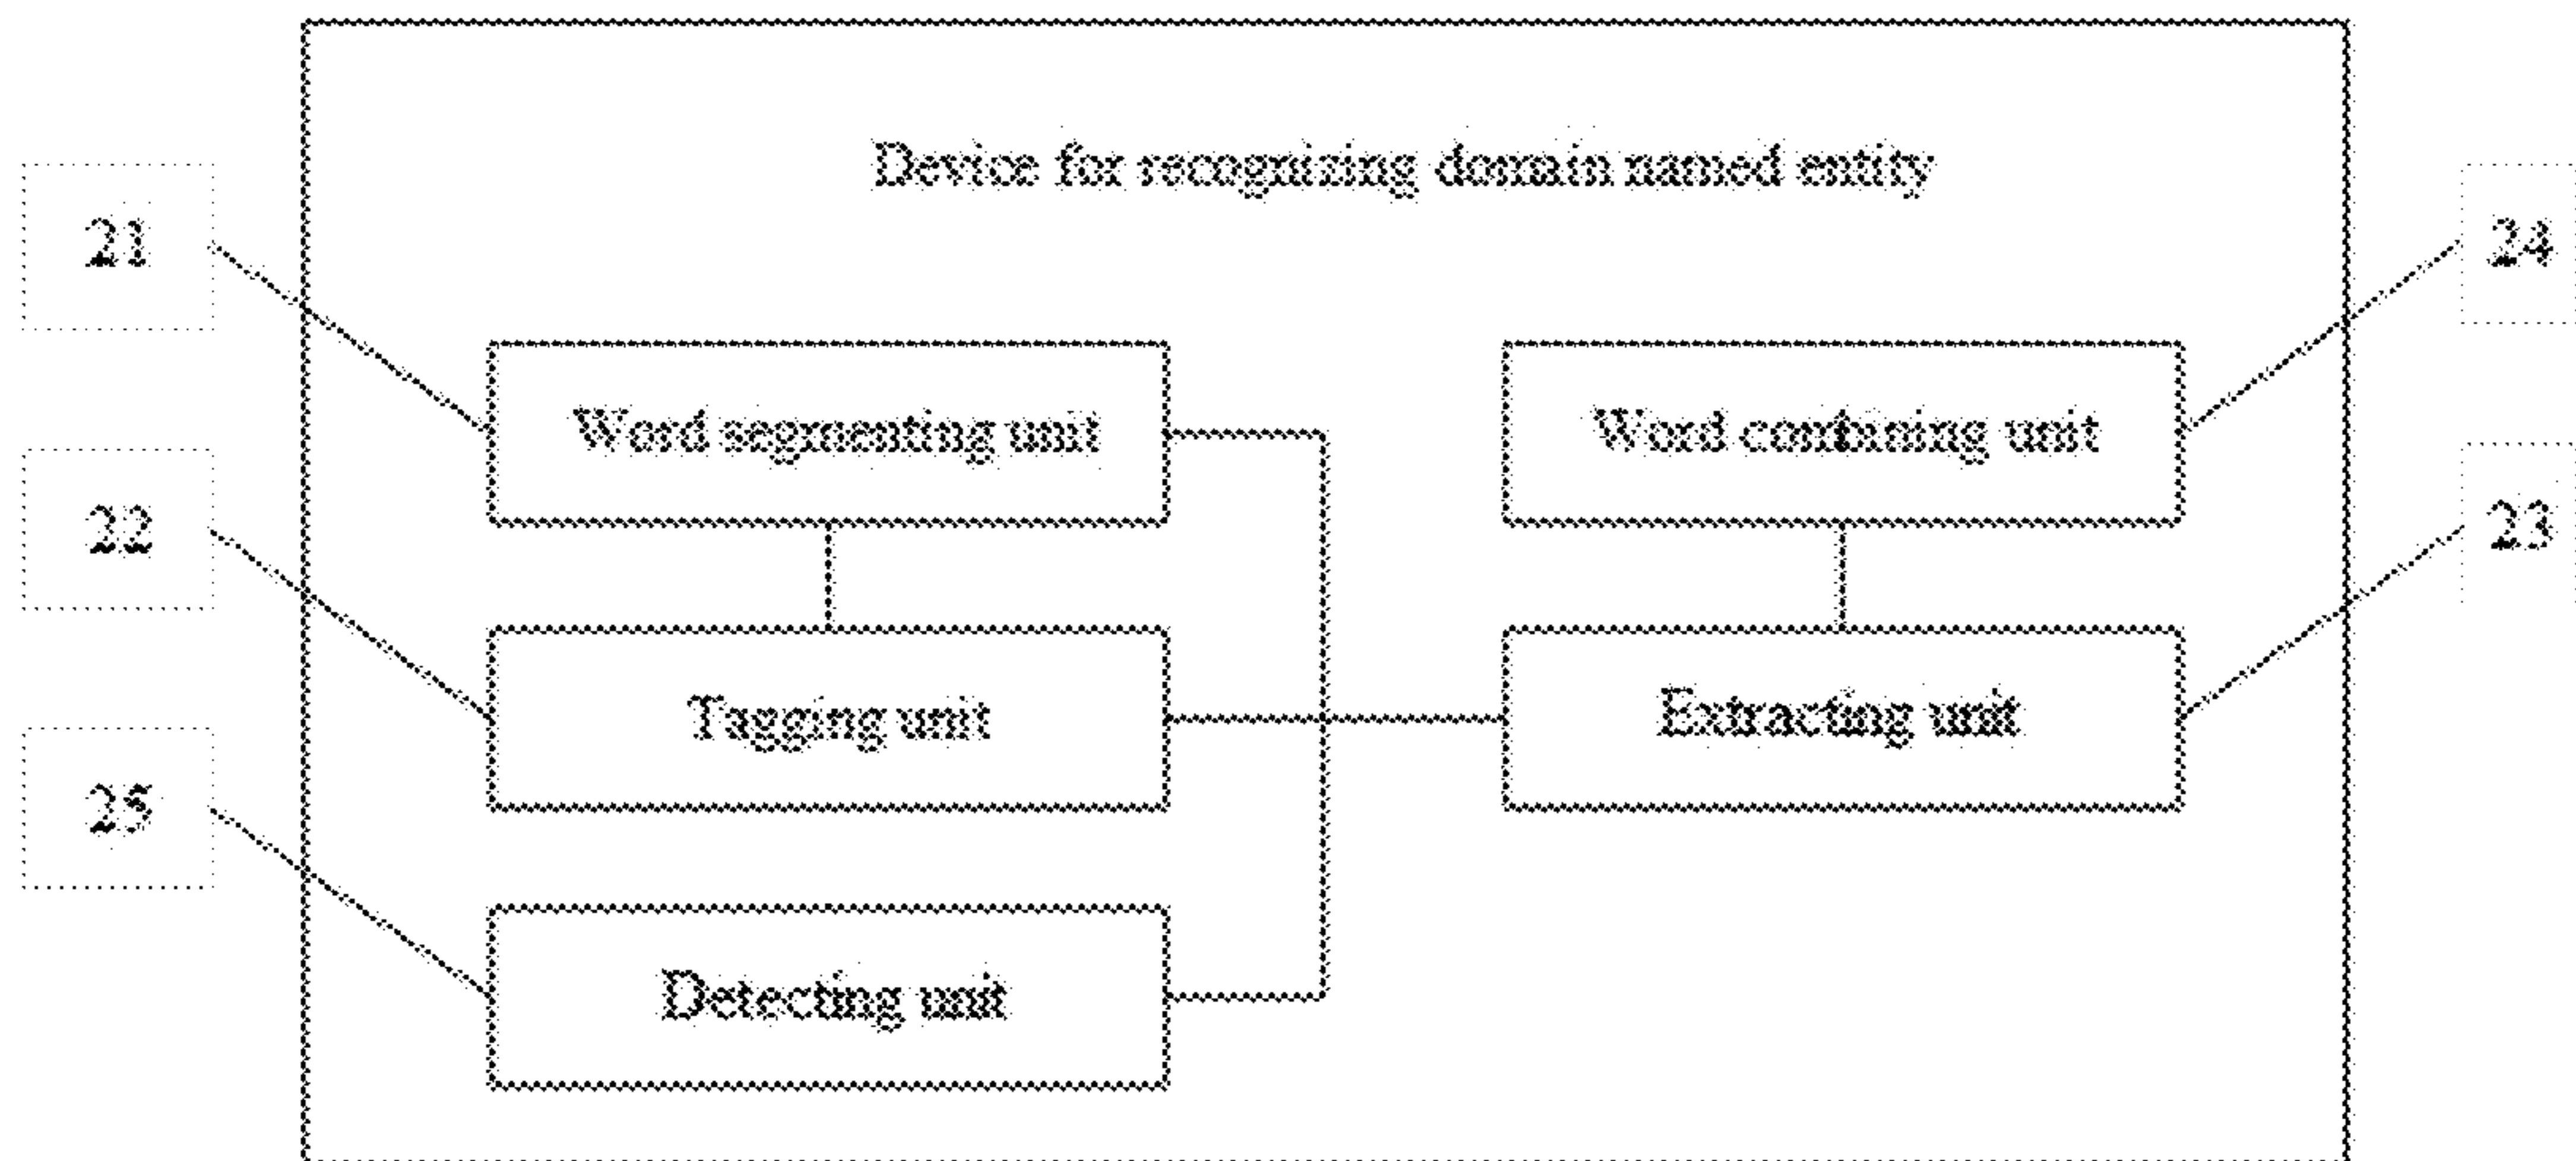 Device for recognizing domain named entity
21
24
Word segmenting unit
Word combining unit
22
23
Tagging unit
Extracting unit
25
Detecting unit